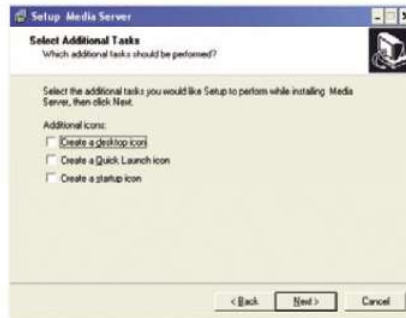 Setup Media Server
Select Additional Tasks
Which additional tasks should be performed?
Select the additional tasks you would like Setup to perform while installing Media
Server, then click Next.
Additional icons:
Create a desktop icon
Create a Quick Launch icon
Create a startup icon
< Back Next > Cancel